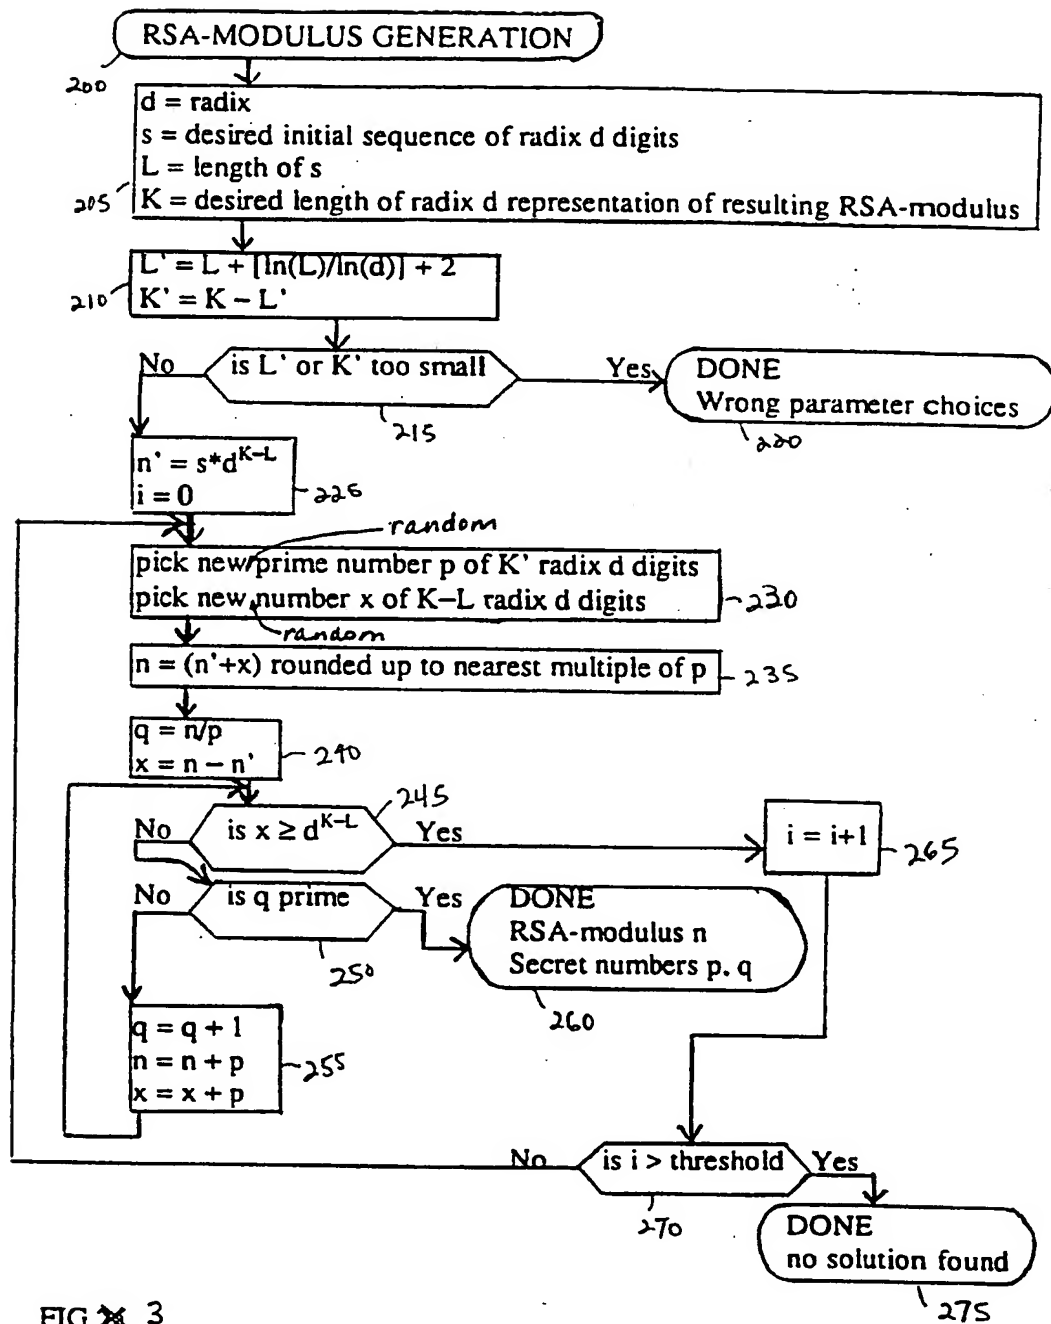 RSA-MODULUS GENERATION
200
d = radix
s = desired initial sequence of radix d digits
L = length of s
K = desired length of radix d representation of resulting RSA-modulus
205
L' = L + ⌈ln(L)/ln(d)⌉ + 2
K' = K – L'
210
No
is L' or K' too small
Yes
215
DONE
Wrong parameter choices
220
n' = s*d^{K–L}
i = 0
225
random
pick new prime number p of K' radix d digits
pick new number x of K–L radix d digits
230
random
n = (n'+x) rounded up to nearest multiple of p
235
q = n/p
x = n – n'
240
245
No
is x ≥ d^{K–L}
Yes
i = i+1
265
No
is q prime
Yes
250
DONE
RSA-modulus n
Secret numbers p. q
260
q = q + 1
n = n + p
x = x + p
255
No
is i > threshold
Yes
270
DONE
no solution found
275
FIG 3